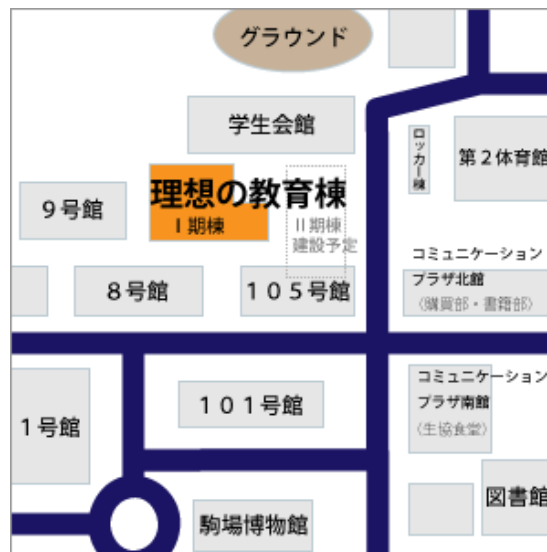 グラウンド
学生会館
ロッカー棟
第２体育館
理想の教育棟
９号館
Ⅰ期棟
Ⅱ期棟
建設予定
コミュニケーション
プラザ北館
〈購買部・書籍部〉
８号館
１０５号館
コミュニケーション
プラザ南館
〈生協食堂〉
１０１号館
１号館
図書館
駒場博物館